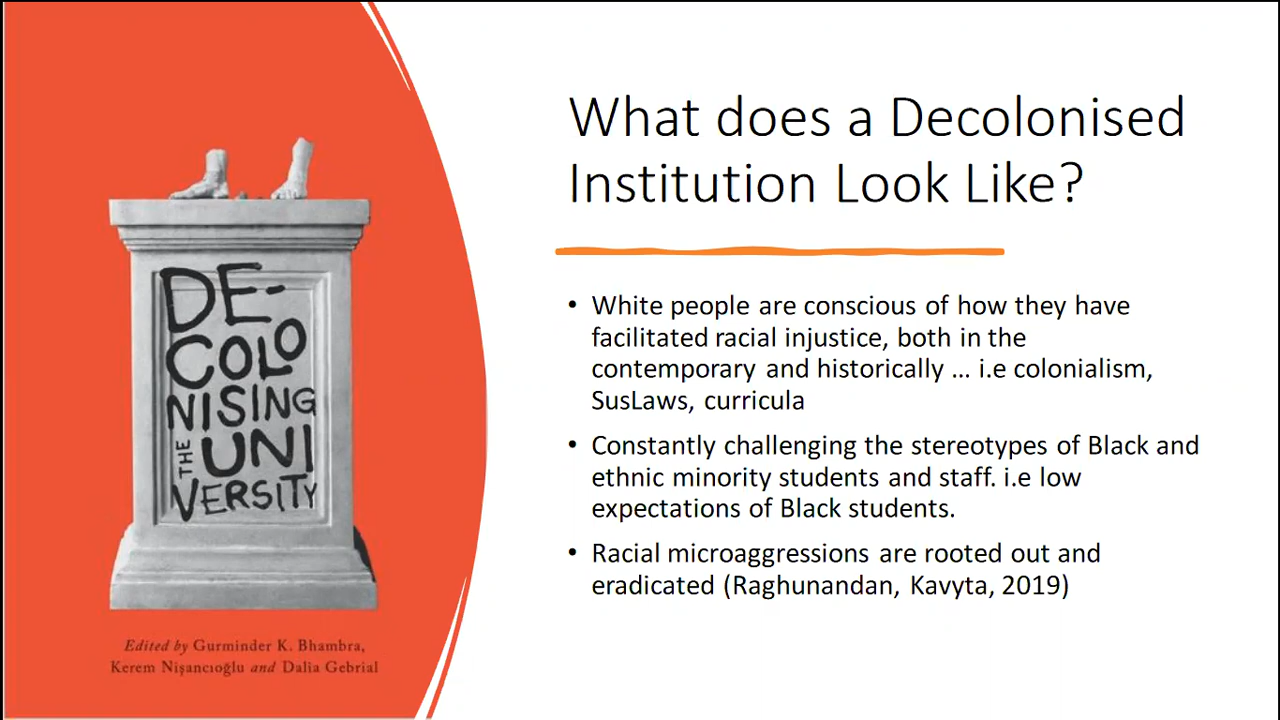 DE-
COLO
NISING
THE UNI
VERSITY
Edited by Gurminder K. Bhambra,
Kerem Nişancıoğlu and Dalia Gebrial
What does a Decolonised
Institution Look Like?
• White people are conscious of how they have
facilitated racial injustice, both in the
contemporary and historically ... i.e colonialism,
SusLaws, curricula
• Constantly challenging the stereotypes of Black and
ethnic minority students and staff. i.e low
expectations of Black students.
• Racial microaggressions are rooted out and
eradicated (Raghunandan, Kavyta, 2019)